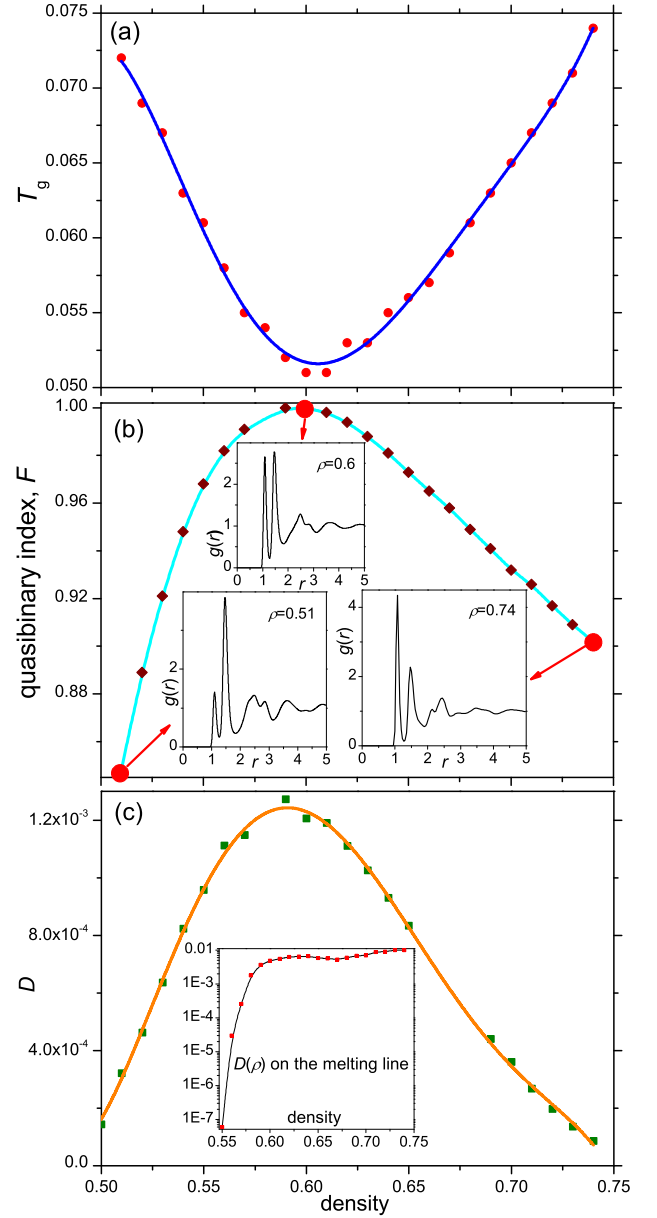 (a)
0.075
0.070
0.065
0.060
0.055
0.050
T_g
(b)
1.00
0.96
0.92
0.88
quasibinary index, F
ρ=0.6
g(r)
2
1
0
0 1 2 3 4 5
r
ρ=0.51
g(r)
2
0
0 1 2 3 4 5
r
ρ=0.74
g(r)
4
2
0
0 1 2 3 4 5
r
(c)
1.2x10⁻³
8.0x10⁻⁴
4.0x10⁻⁴
0.0
D
0.01
1E-3
1E-4
1E-5
1E-6
1E-7
D(ρ) on the melting line
density
0.55 0.60 0.65 0.70 0.75
0.50 0.55 0.60 0.65 0.70 0.75
density